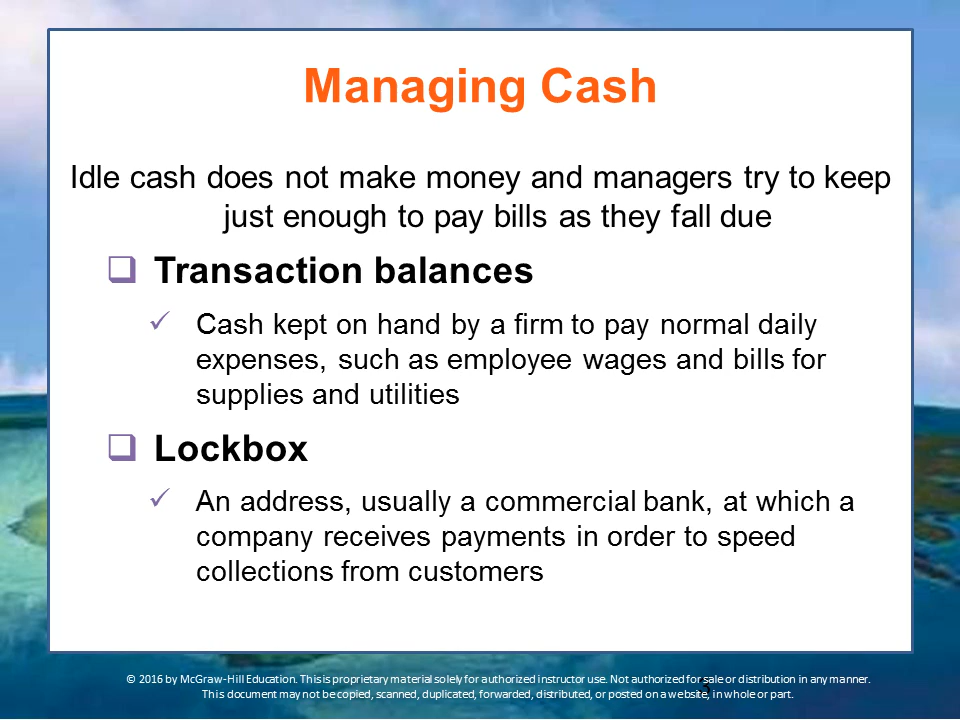 Managing Cash
Idle cash does not make money and managers try to keep
just enough to pay bills as they fall due
Transaction balances
Cash kept on hand by a firm to pay normal daily
expenses, such as employee wages and bills for
supplies and utilities
Lockbox
An address, usually a commercial bank, at which a
company receives payments in order to speed
collections from customers
© 2016 by McGraw-Hill Education. This is proprietary material solely for authorized instructor use. Not authorized for sale or distribution in any manner.
This document may not be copied, scanned, duplicated, forwarded, distributed, or posted on a website, in whole or part.